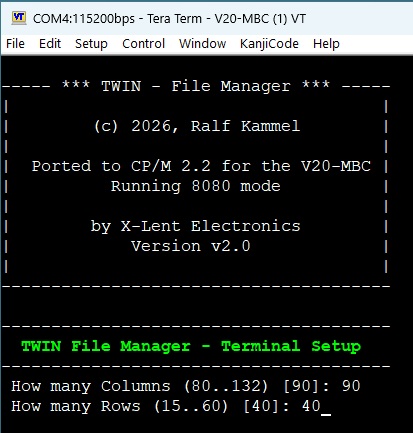 COM4:115200bps - Tera Term - V20-MBC (1) VT
File Edit Setup Control Window KanjiCode Help
----- *** TWIN - File Manager *** -----
| |
| (c) 2026, Ralf Kammel |
| |
| Ported to CP/M 2.2 for the V20-MBC |
| Running 8080 mode |
| |
| by X-Lent Electronics |
| Version v2.0 |
| |
---------------------------------------
---------------------------------------
TWIN File Manager - Terminal Setup
---------------------------------------
How many Columns (80..132) [90]: 90
How many Rows (15..60) [40]: 40_